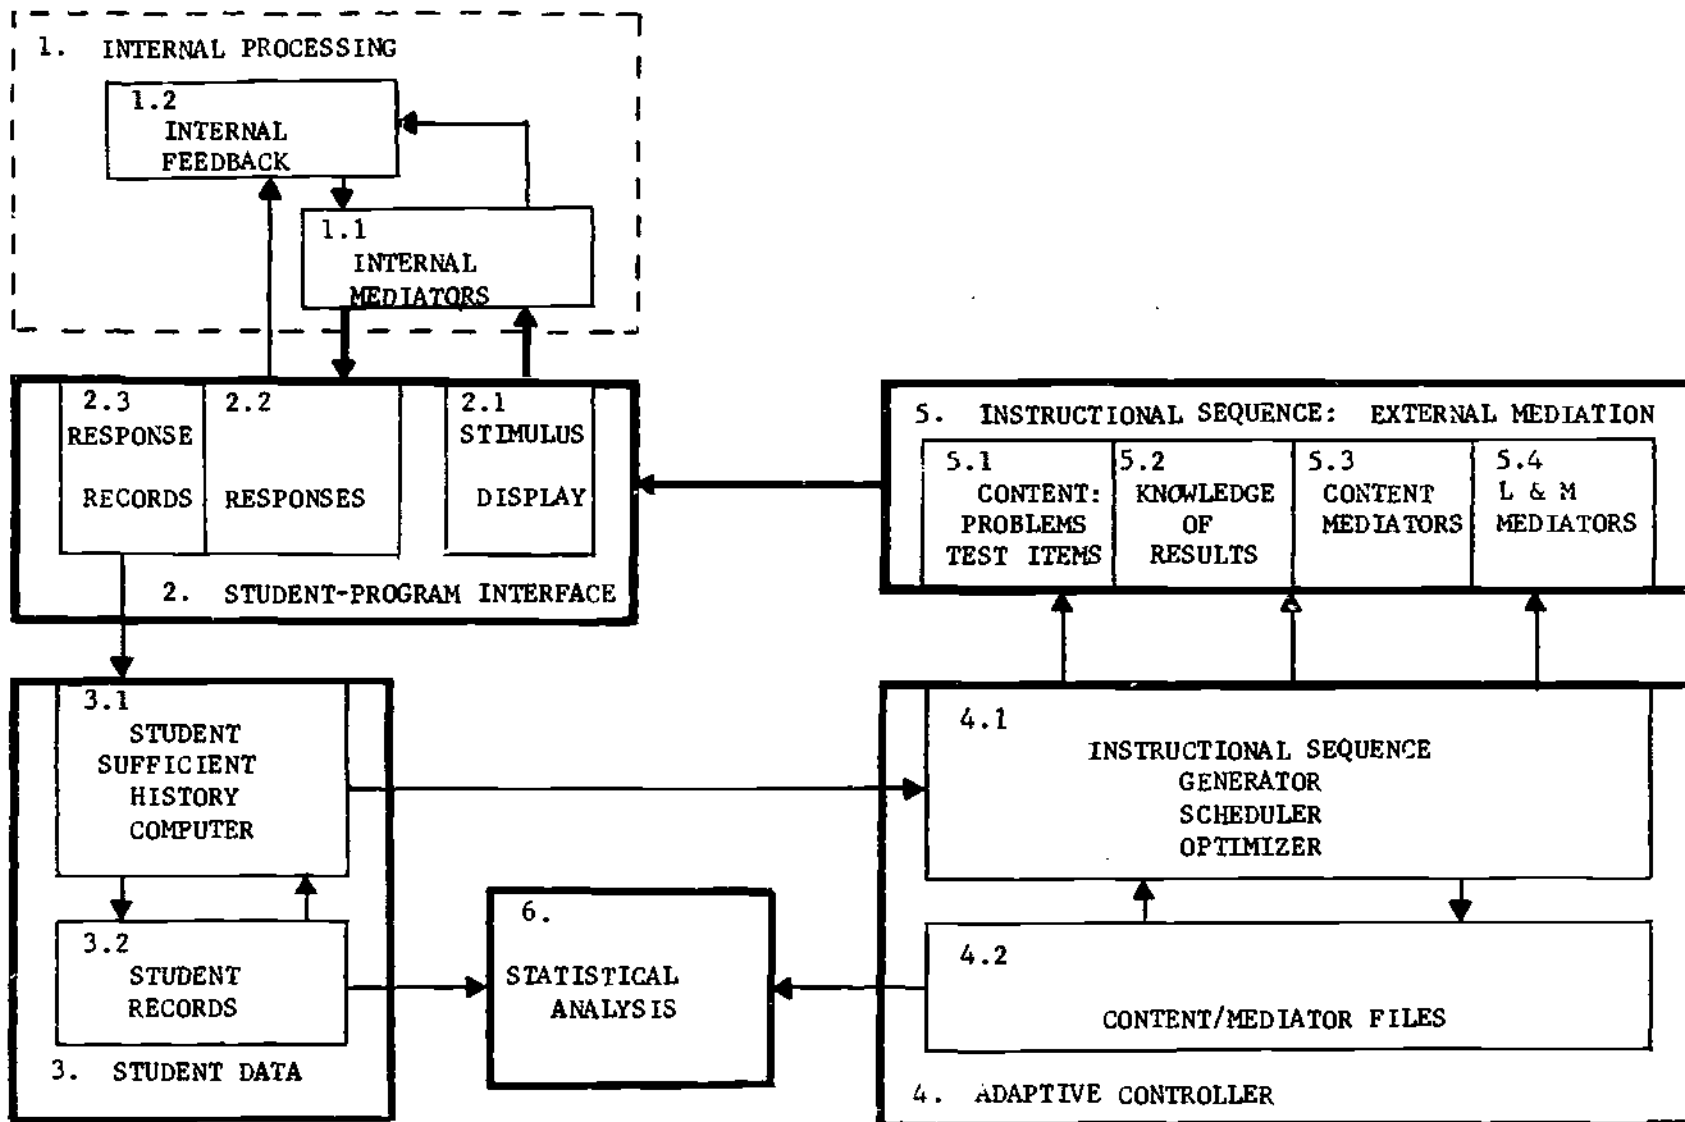 1. INTERNAL PROCESSING
1.2
INTERNAL
FEEDBACK
1.1
INTERNAL
MEDIATORS
2.3
RESPONSE
RECORDS
2.2
RESPONSES
2.1
STIMULUS
DISPLAY
2. STUDENT-PROGRAM INTERFACE
5. INSTRUCTIONAL SEQUENCE: EXTERNAL MEDIATION
5.1
CONTENT:
PROBLEMS
TEST ITEMS
5.2
KNOWLEDGE
OF
RESULTS
5.3
CONTENT
MEDIATORS
5.4
L & M
MEDIATORS
3.1
STUDENT
SUFFICIENT
HISTORY
COMPUTER
3.2
STUDENT
RECORDS
3. STUDENT DATA
6.
STATISTICAL
ANALYSIS
4.1
INSTRUCTIONAL SEQUENCE
GENERATOR
SCHEDULER
OPTIMIZER
4.2
CONTENT/MEDIATOR FILES
4. ADAPTIVE CONTROLLER